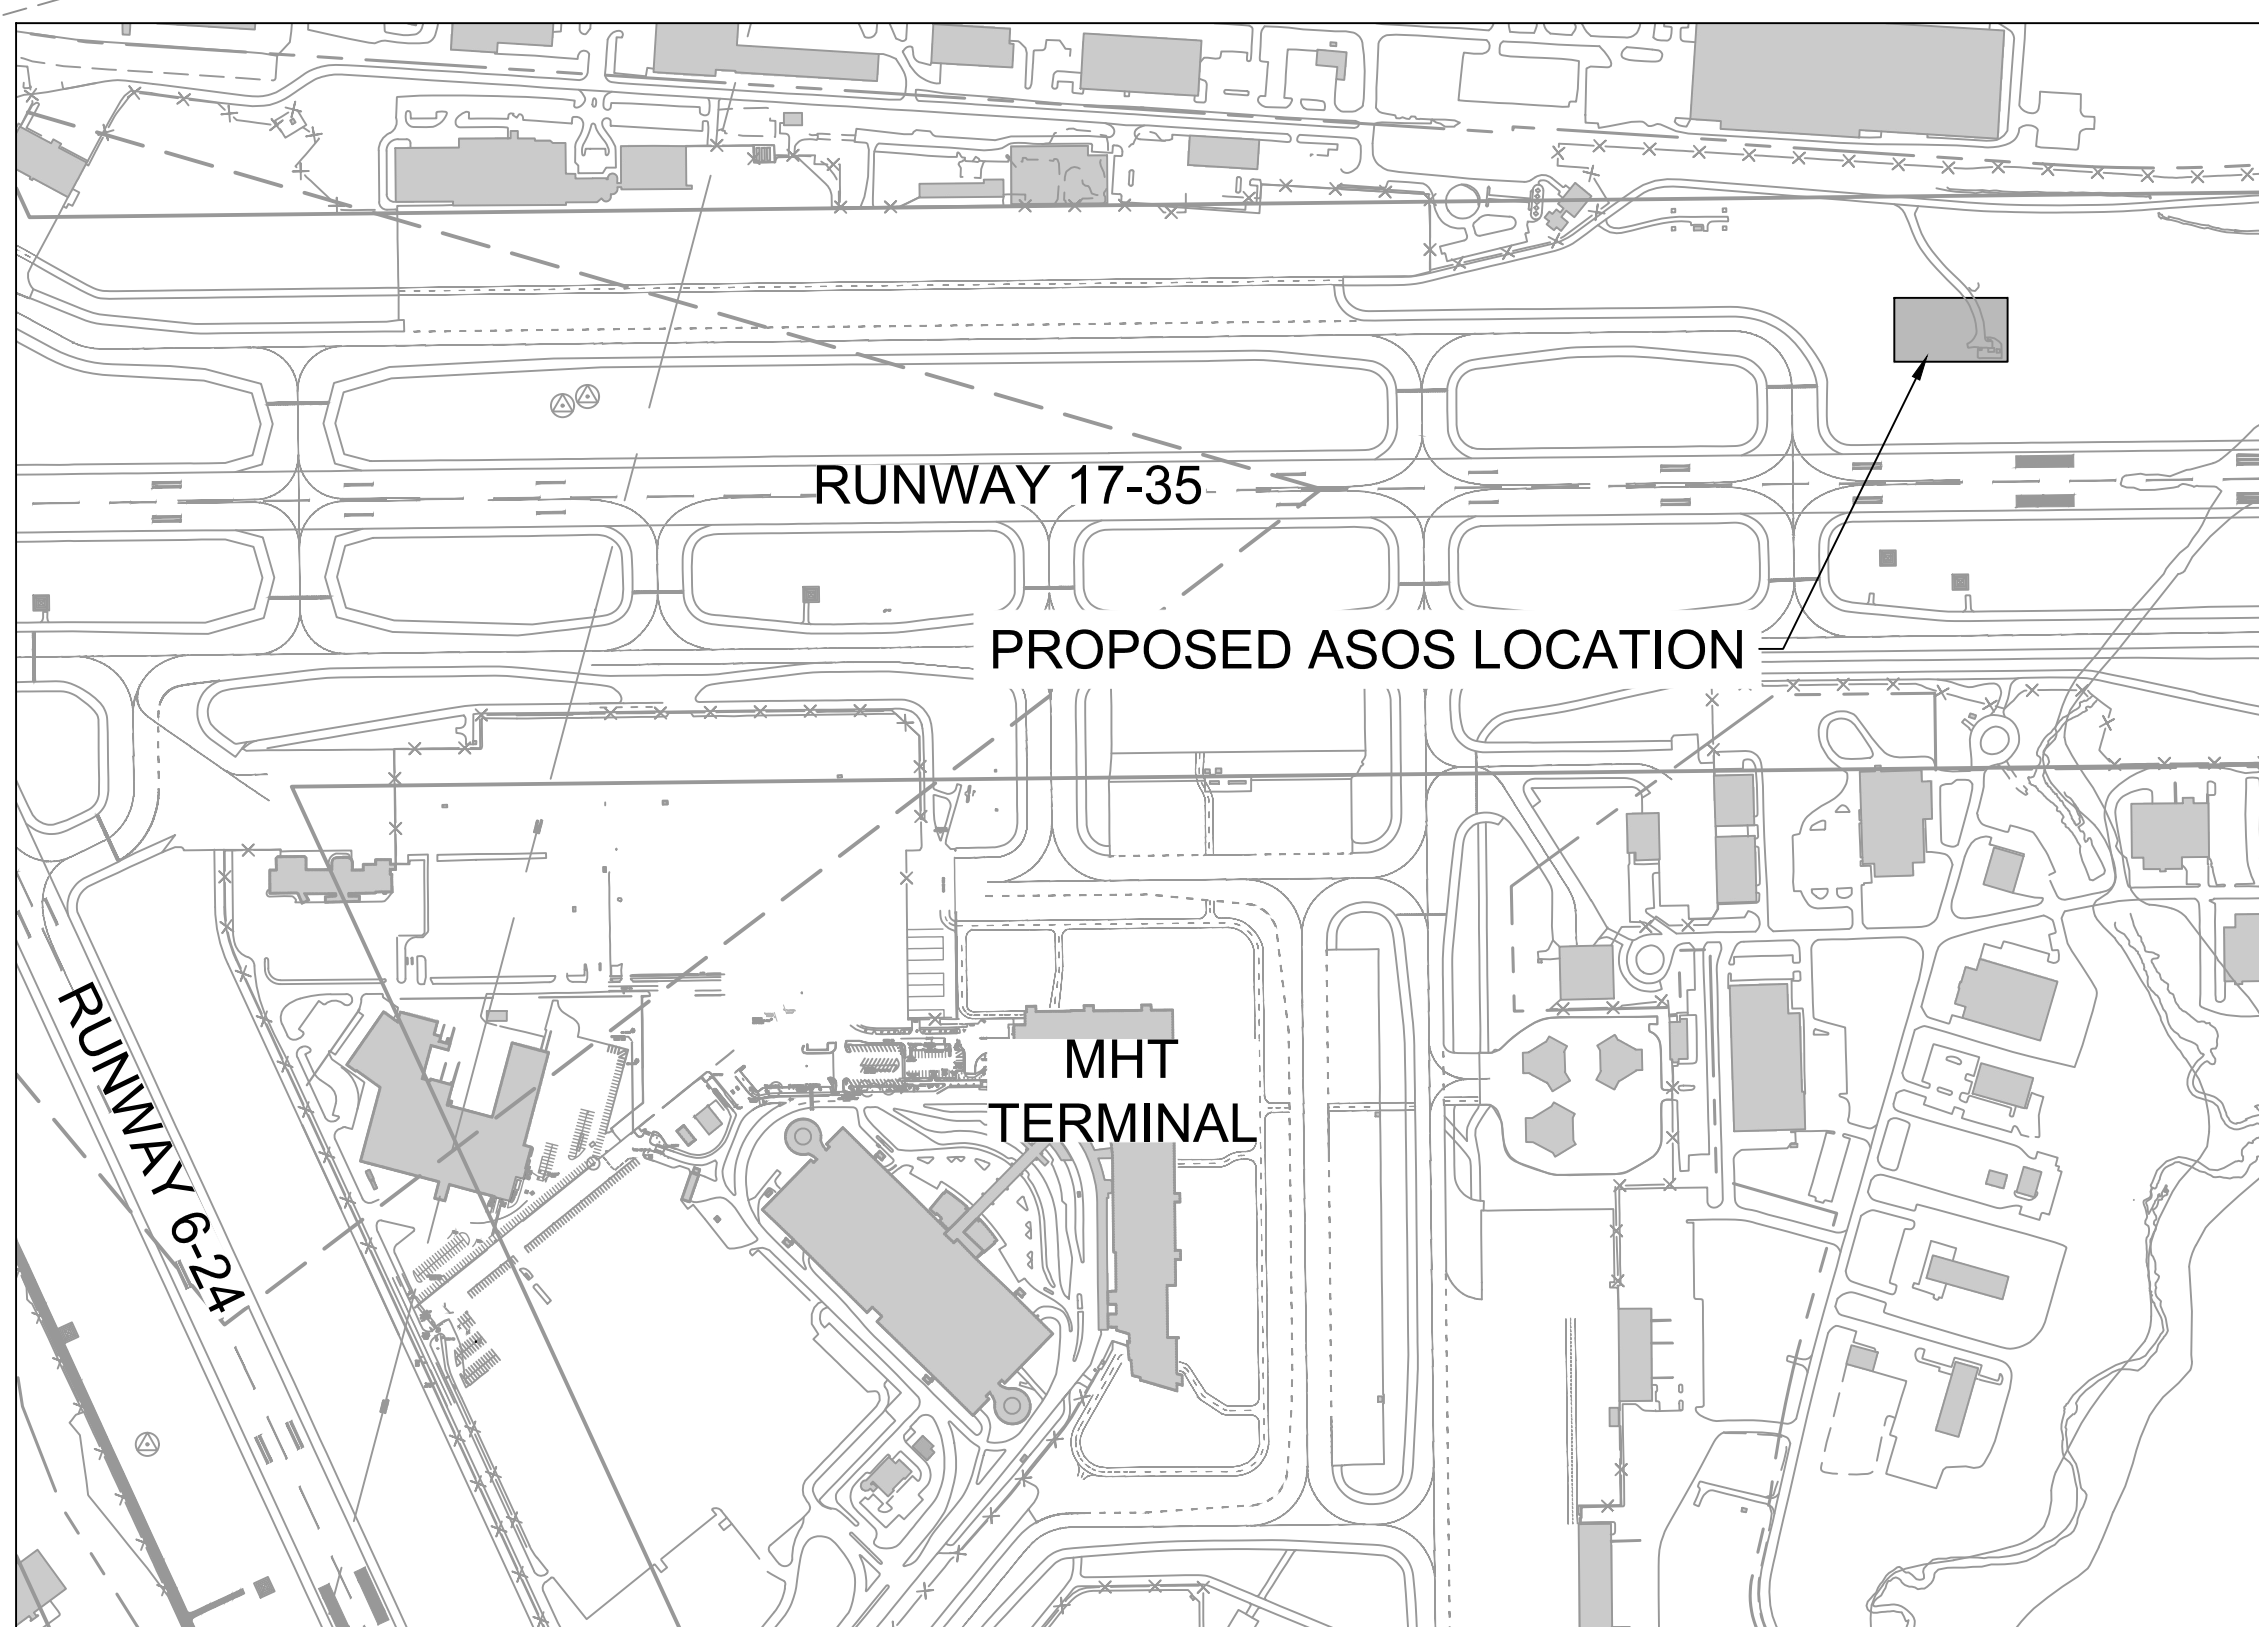 RUNWAY 17-35
PROPOSED ASOS LOCATION
RUNWAY 6-24
MHT
TERMINAL